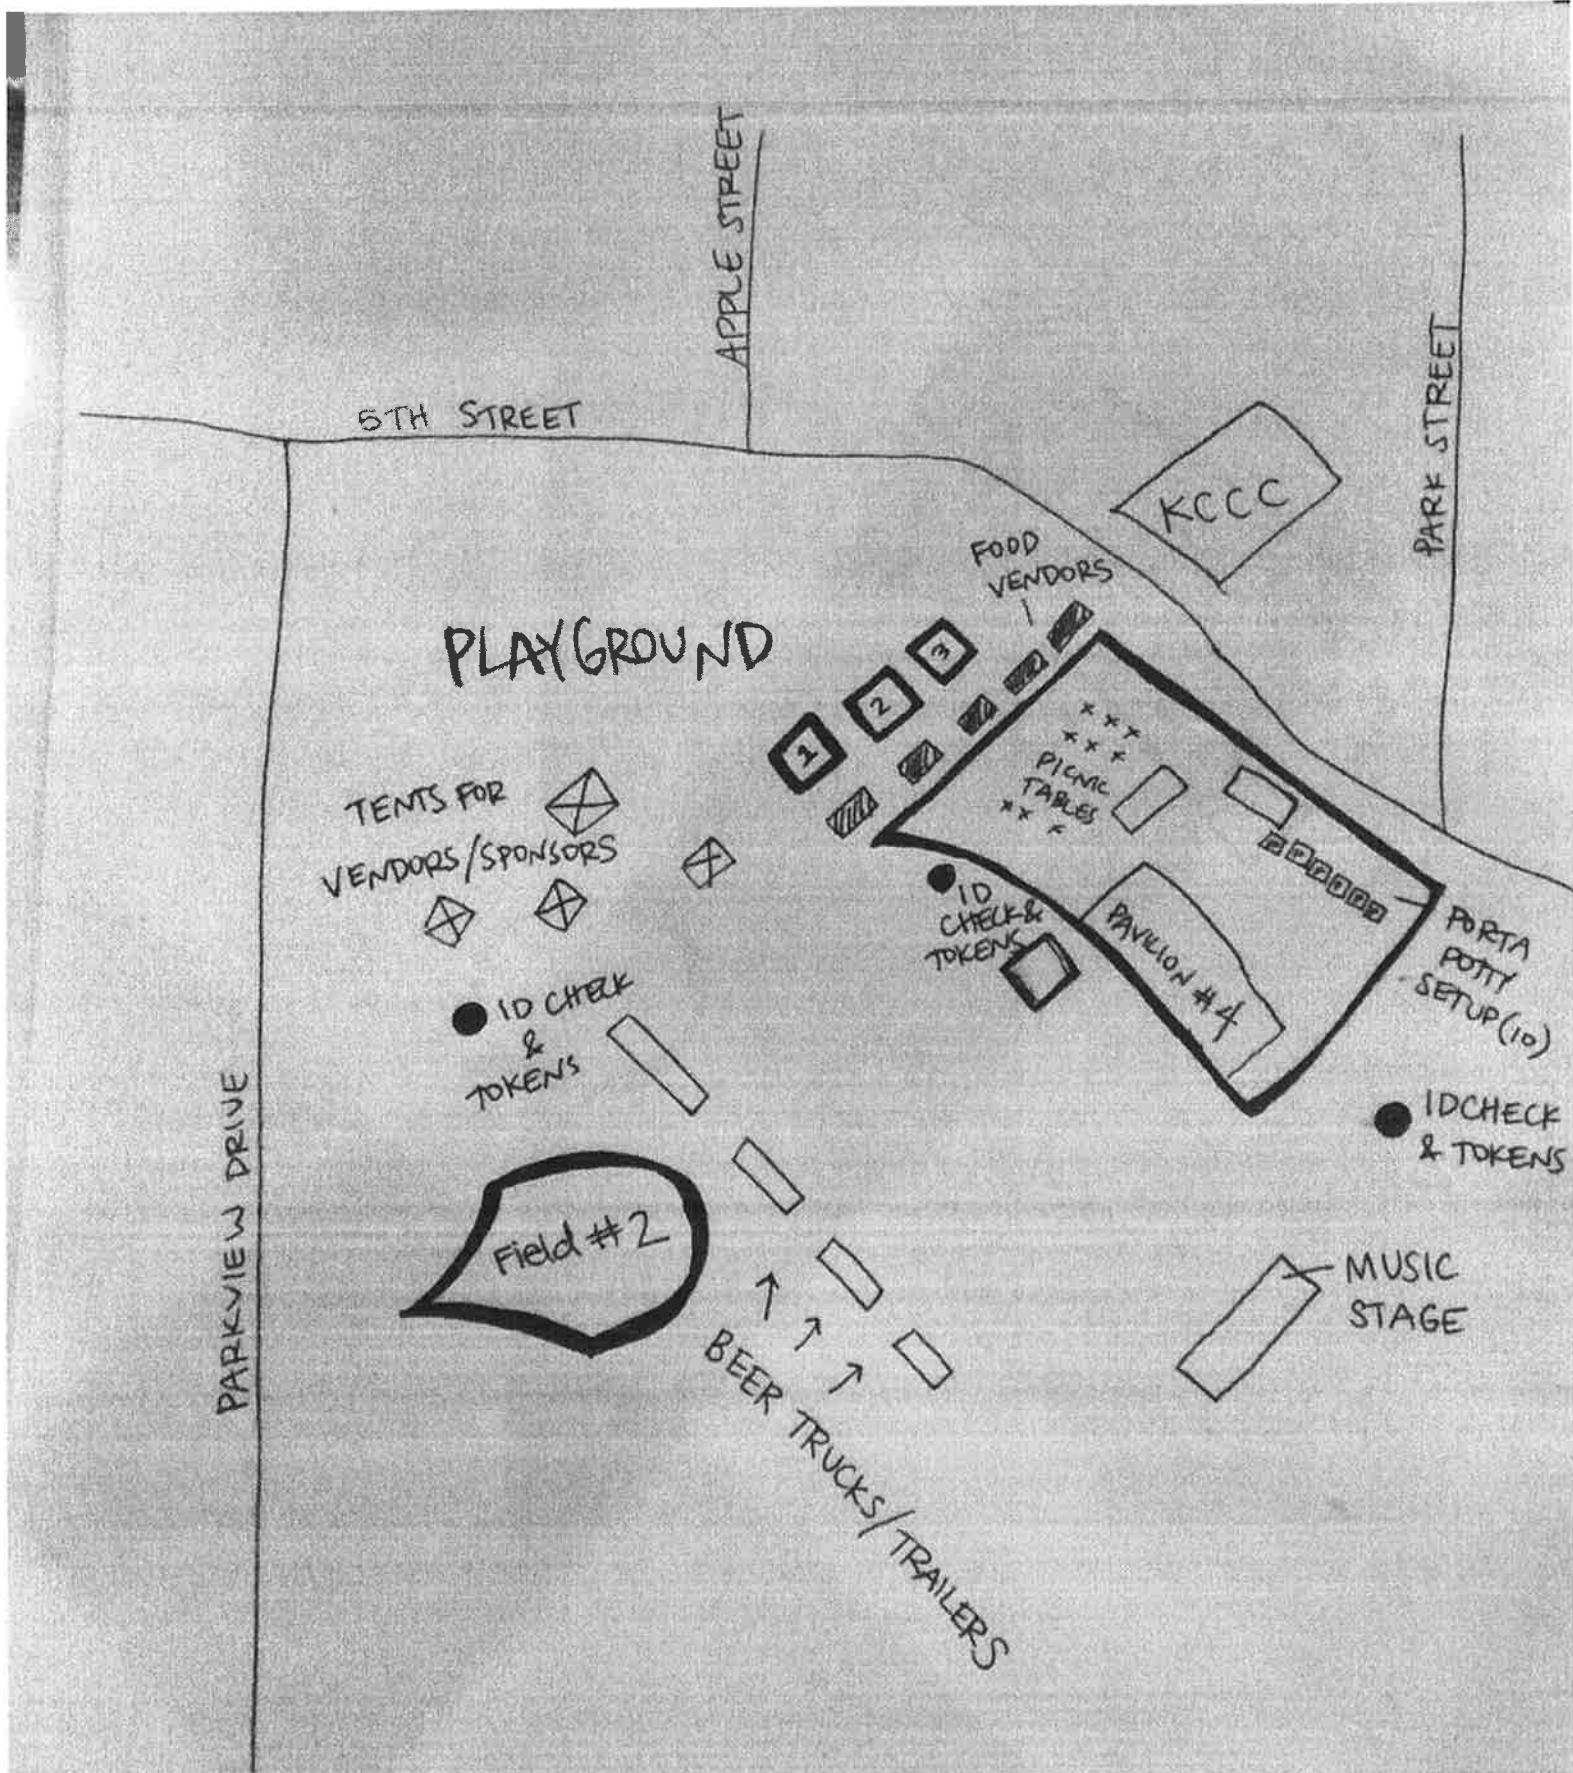 APPLE STREET
5TH STREET
PARK STREET
KCCC
FOOD
VENDORS
PLAYGROUND
3
2
1
PICNIC
TABLES
TENTS FOR
VENDORS/SPONSORS
ID
CHECK &
TOKENS
PAVILION #4
PORTA
POTTY
SETUP (10)
ID CHECK
&
TOKENS
ID CHECK
& TOKENS
PARKVIEW DRIVE
Field #2
MUSIC
STAGE
BEER TRUCKS/TRAILERS